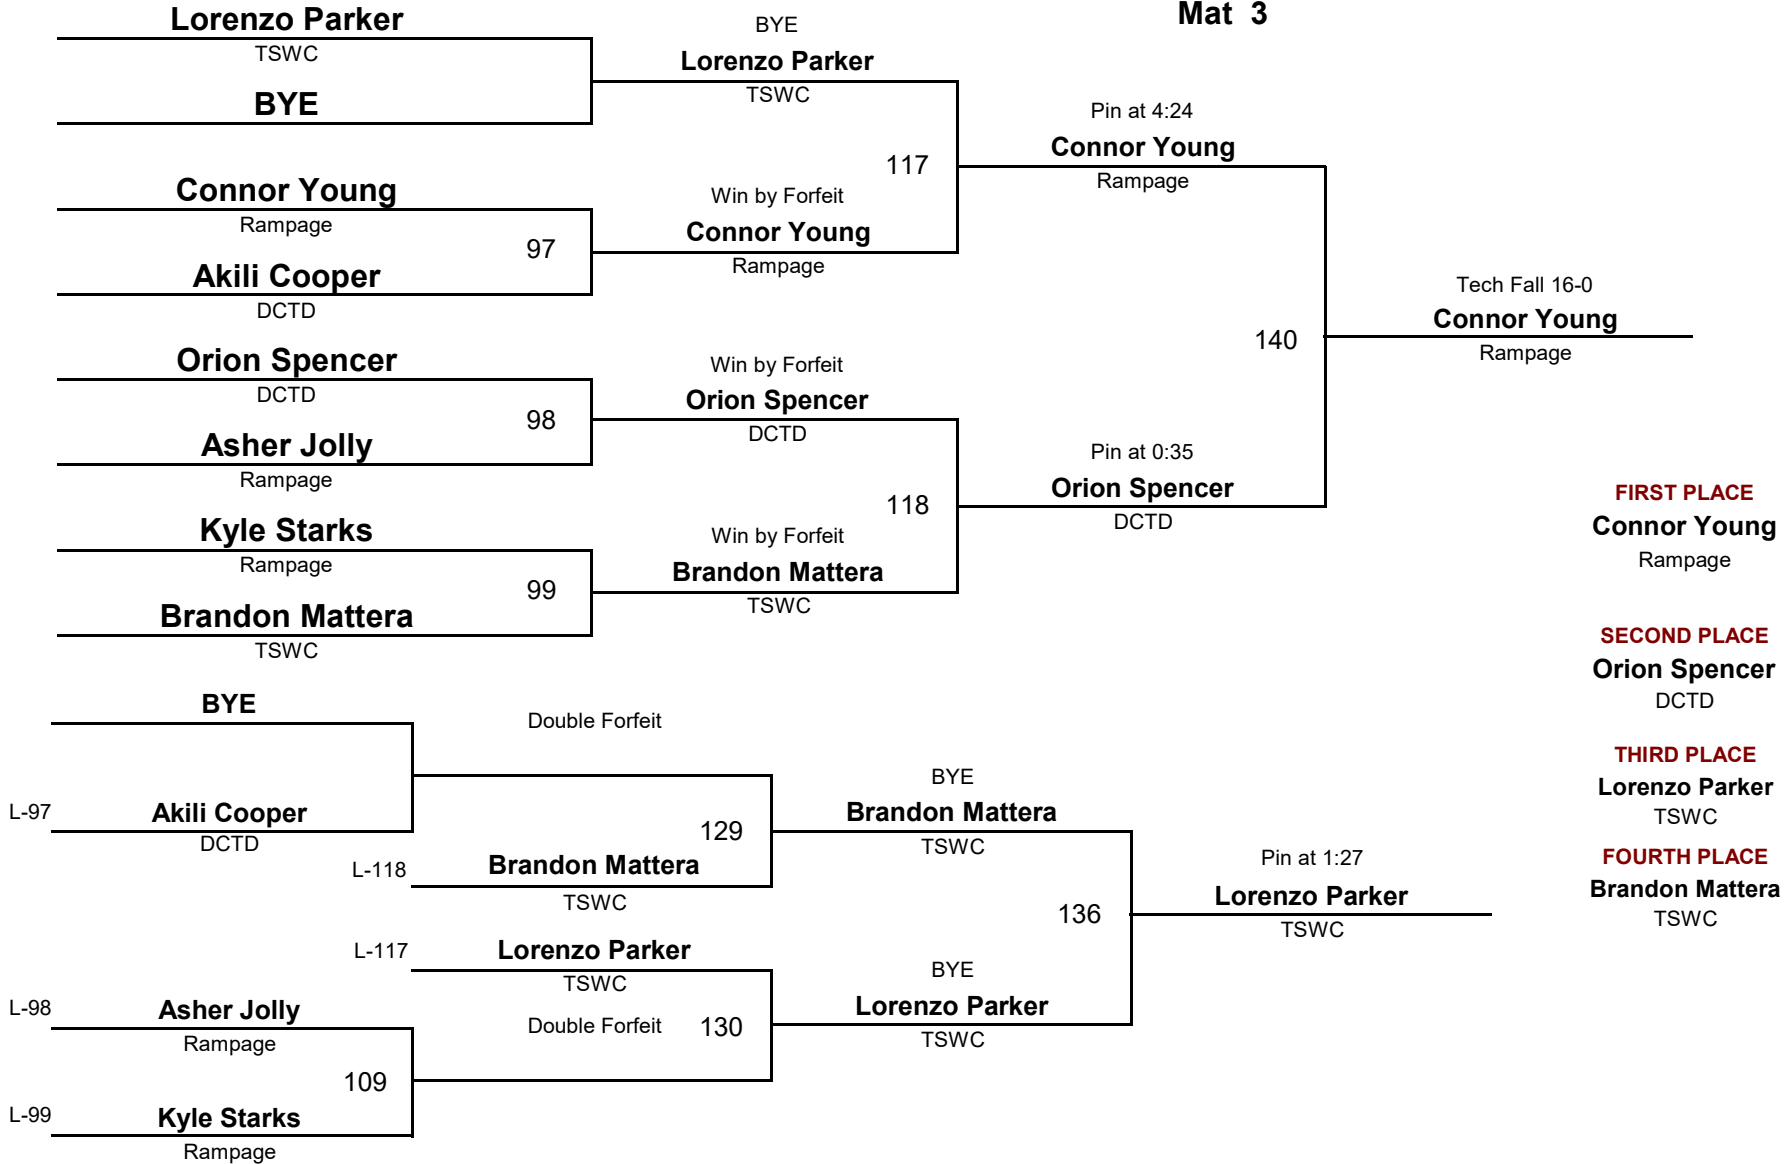 Mat 3
Lorenzo Parker
TSWC
BYE
Connor Young
Rampage
97
Akili Cooper
DCTD
Orion Spencer
DCTD
98
Asher Jolly
Rampage
Kyle Starks
Rampage
99
Brandon Mattera
TSWC
BYE
Lorenzo Parker
TSWC
117
Win by Forfeit
Connor Young
Rampage
Win by Forfeit
Orion Spencer
DCTD
118
Win by Forfeit
Brandon Mattera
TSWC
Pin at 4:24
Connor Young
Rampage
140
Pin at 0:35
Orion Spencer
DCTD
Tech Fall 16-0
Connor Young
Rampage
FIRST PLACE
Connor Young
Rampage
SECOND PLACE
Orion Spencer
DCTD
THIRD PLACE
Lorenzo Parker
TSWC
FOURTH PLACE
Brandon Mattera
TSWC
BYE
L-97
Akili Cooper
DCTD
Double Forfeit
129
L-118
Brandon Mattera
TSWC
L-117
Lorenzo Parker
TSWC
Double Forfeit
130
L-98
Asher Jolly
Rampage
109
L-99
Kyle Starks
Rampage
BYE
Brandon Mattera
TSWC
136
BYE
Lorenzo Parker
TSWC
Pin at 1:27
Lorenzo Parker
TSWC